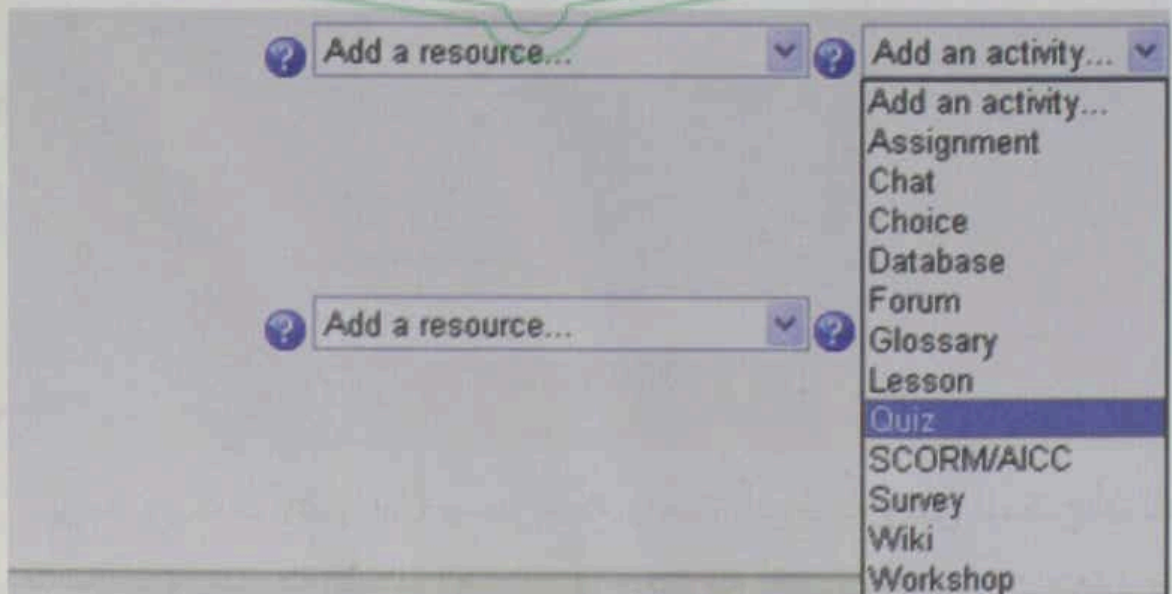 ? Add a resource... ? Add an activity...
Add an activity...
Assignment
Chat
Choice
Database
Forum
? Add a resource... ?
Glossary
Lesson
Quiz
SCORM/AICC
Survey
Wiki
Workshop